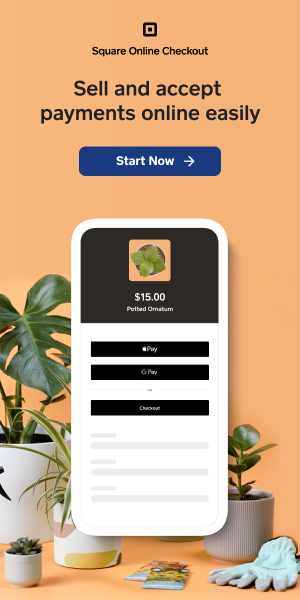 Square Online Checkout
Sell and accept
payments online easily
Start Now
$15.00
Potted Ornatum
Pay
G Pay
OR
Checkout